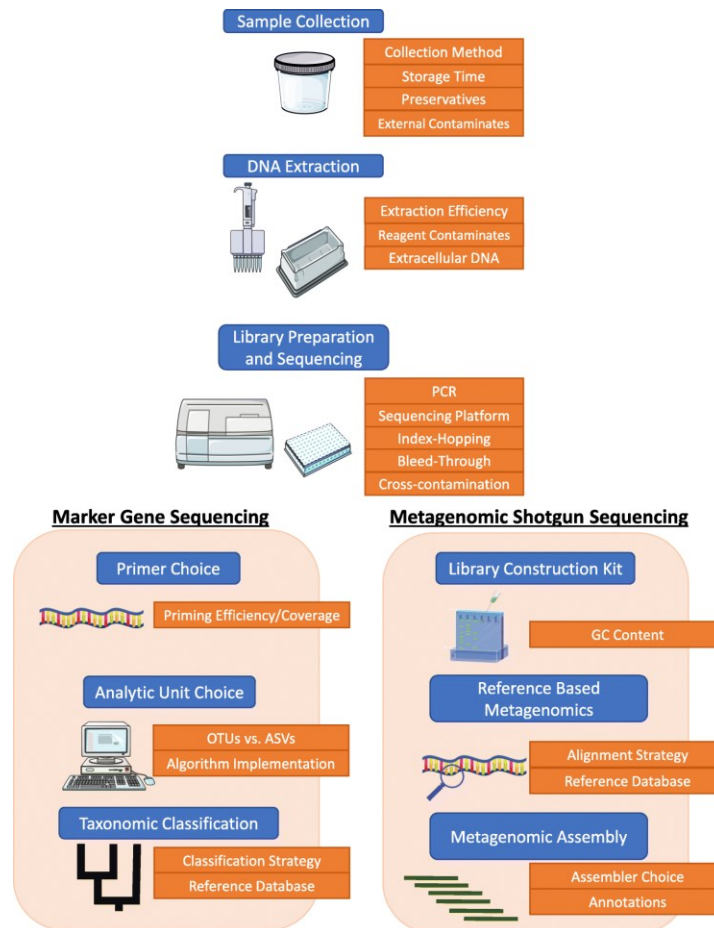 Sample Collection
Collection Method
Storage Time
Preservatives
External Contaminates
DNA Extraction
Extraction Efficiency
Reagent Contaminates
Extracellular DNA
Library Preparation
and Sequencing
PCR
Sequencing Platform
Index-Hopping
Bleed-Through
Cross-contamination
Marker Gene Sequencing
Primer Choice
Priming Efficiency/Coverage
Analytic Unit Choice
OTUs vs. ASVs
Algorithm Implementation
Taxonomic Classification
Classification Strategy
Reference Database
Metagenomic Shotgun Sequencing
Library Construction Kit
GC Content
Reference Based
Metagenomics
Alignment Strategy
Reference Database
Metagenomic Assembly
Assembler Choice
Annotations